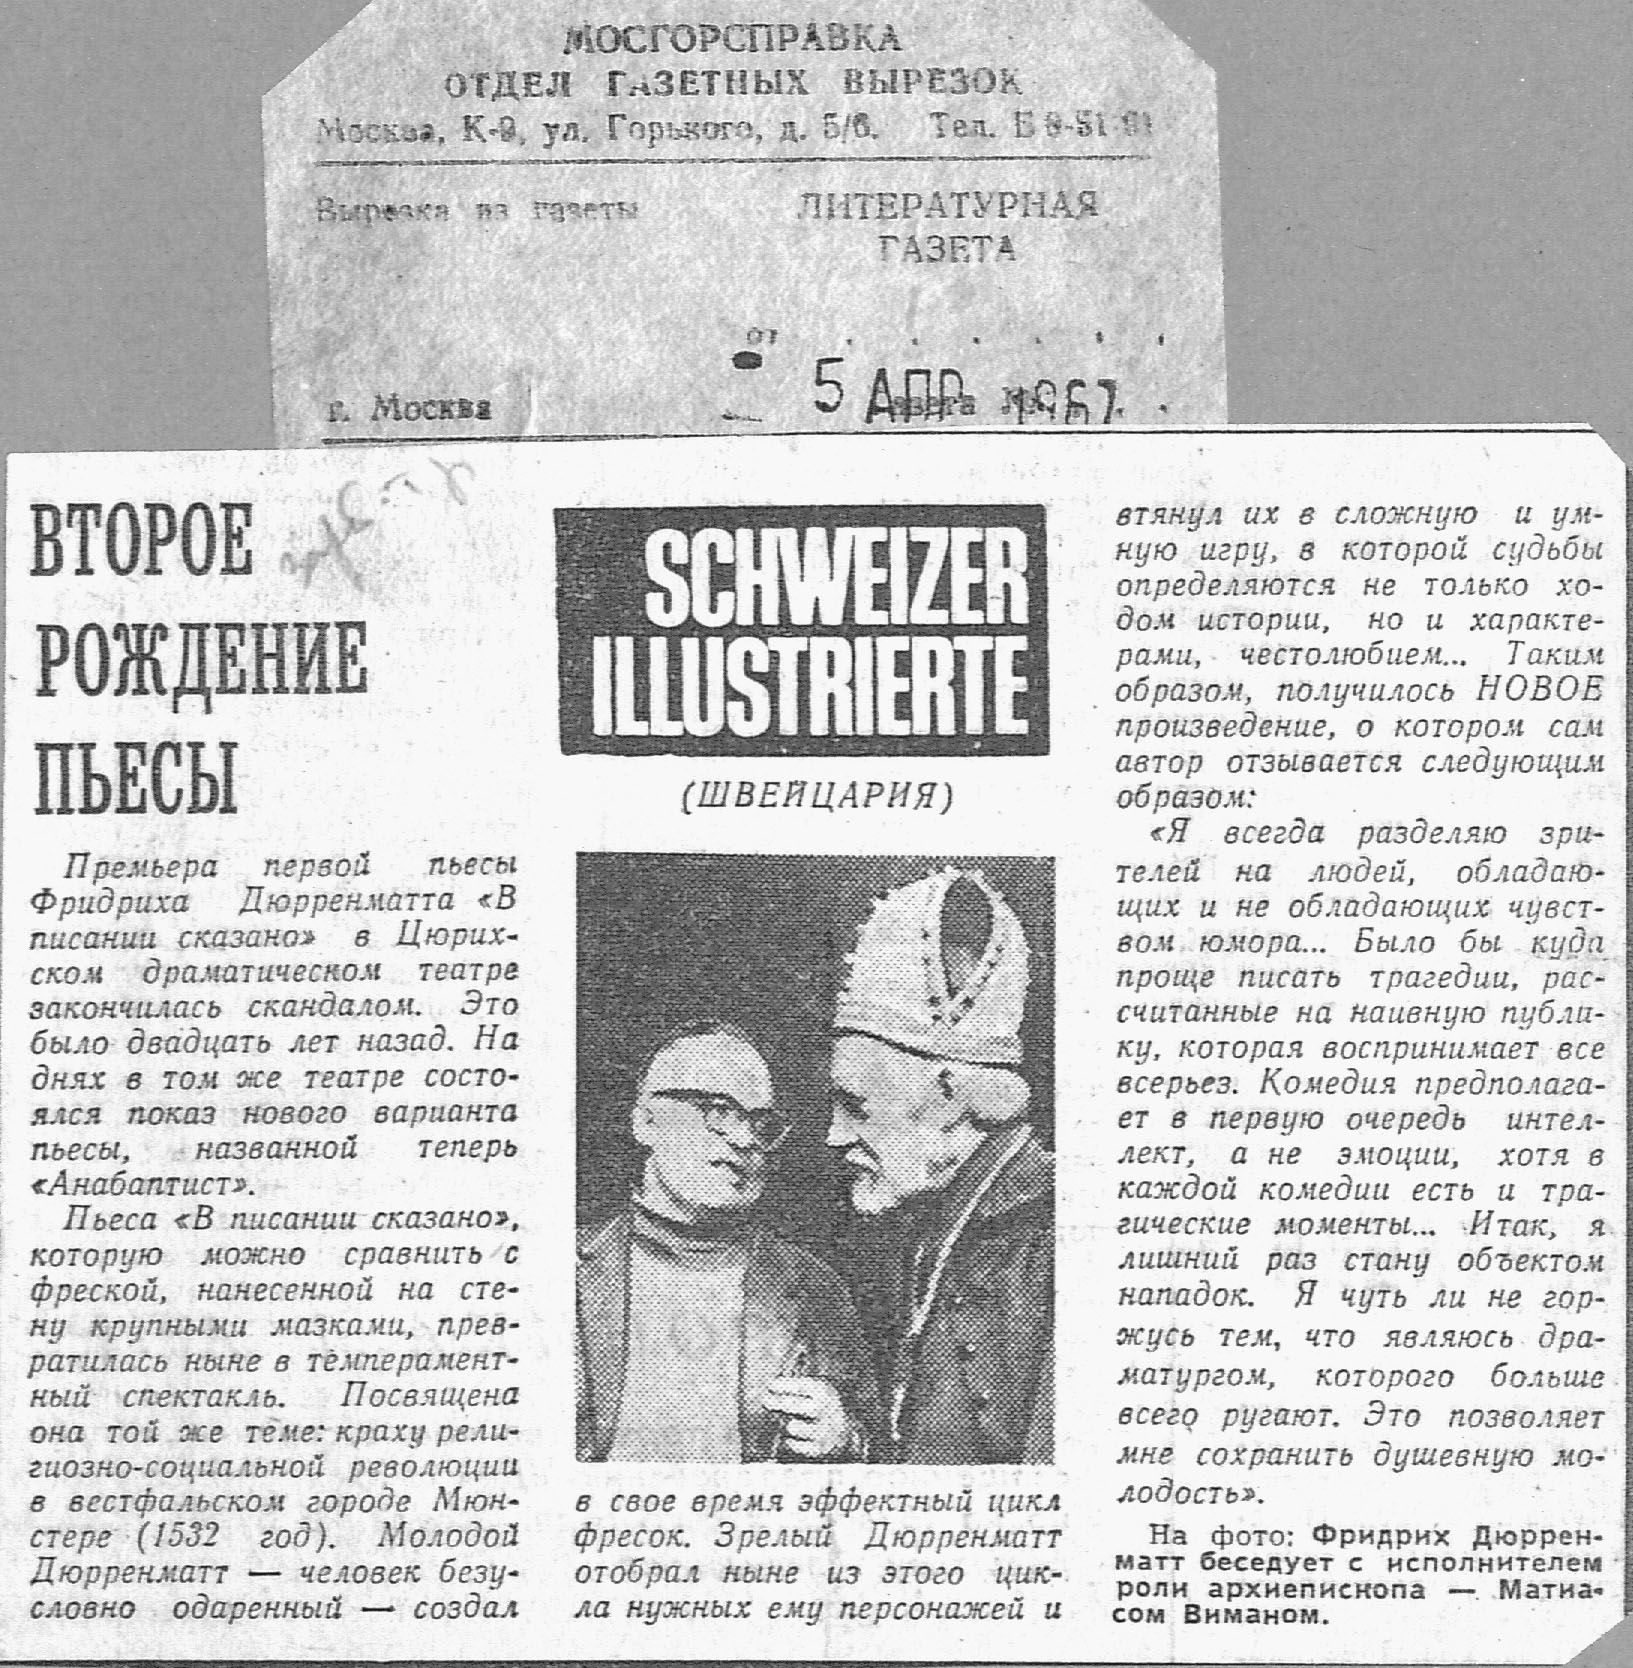 МОСГОРСПРАВКА
ОТДЕЛ ГАЗЕТНЫХ ВЫРЕЗОК
Москва, К-9, ул. Горького, д. 5/6. Тел. Б 9-51-61
Вырезка из газеты
ЛИТЕРАТУРНАЯ
ГАЗЕТА
от . . . . . .
5 АПР 1967
г. Москва
Газета №
ВТОРОЕ
РОЖДЕНИЕ
ПЬЕСЫ
Премьера первой пьесы
Фридриха Дюрренматта «В
писании сказано» в Цюрих-
ском драматическом театре
закончилась скандалом. Это
было двадцать лет назад. На
днях в том же театре состо-
ялся показ нового варианта
пьесы, названной теперь
«Анабаптист».
Пьеса «В писании сказано»,
которую можно сравнить с
фреской, нанесенной на сте-
ну крупными мазками, прев-
ратилась ныне в темперамент-
ный спектакль. Посвящена
она той же теме: краху рели-
гиозно-социальной революции
в вестфальском городе Мюн-
стере (1532 год). Молодой
Дюрренматт — человек безу-
словно одаренный — создал
SCHWEIZER
ILLUSTRIERTE
(ШВЕЙЦАРИЯ)
в свое время эффектный цикл
фресок. Зрелый Дюрренматт
отобрал ныне из этого цик-
ла нужных ему персонажей и
втянул их в сложную и ум-
ную игру, в которой судьбы
определяются не только хо-
дом истории, но и характе-
рами, честолюбием... Таким
образом, получилось НОВОЕ
произведение, о котором сам
автор отзывается следующим
образом:
«Я всегда разделяю зри-
телей на людей, обладаю-
щих и не обладающих чувст-
вом юмора... Было бы куда
проще писать трагедии, рас-
считанные на наивную публи-
ку, которая воспринимает все
всерьез. Комедия предполага-
ет в первую очередь интел-
лект, а не эмоции, хотя в
каждой комедии есть и тра-
гические моменты... Итак, я
лишний раз стану объектом
нападок. Я чуть ли не гор-
жусь тем, что являюсь дра-
матургом, которого больше
всего ругают. Это позволяет
мне сохранить душевную мо-
лодость».
На фото: Фридрих Дюррен-
матт беседует с исполнителем
роли архиепископа — Матиа-
сом Виманом.